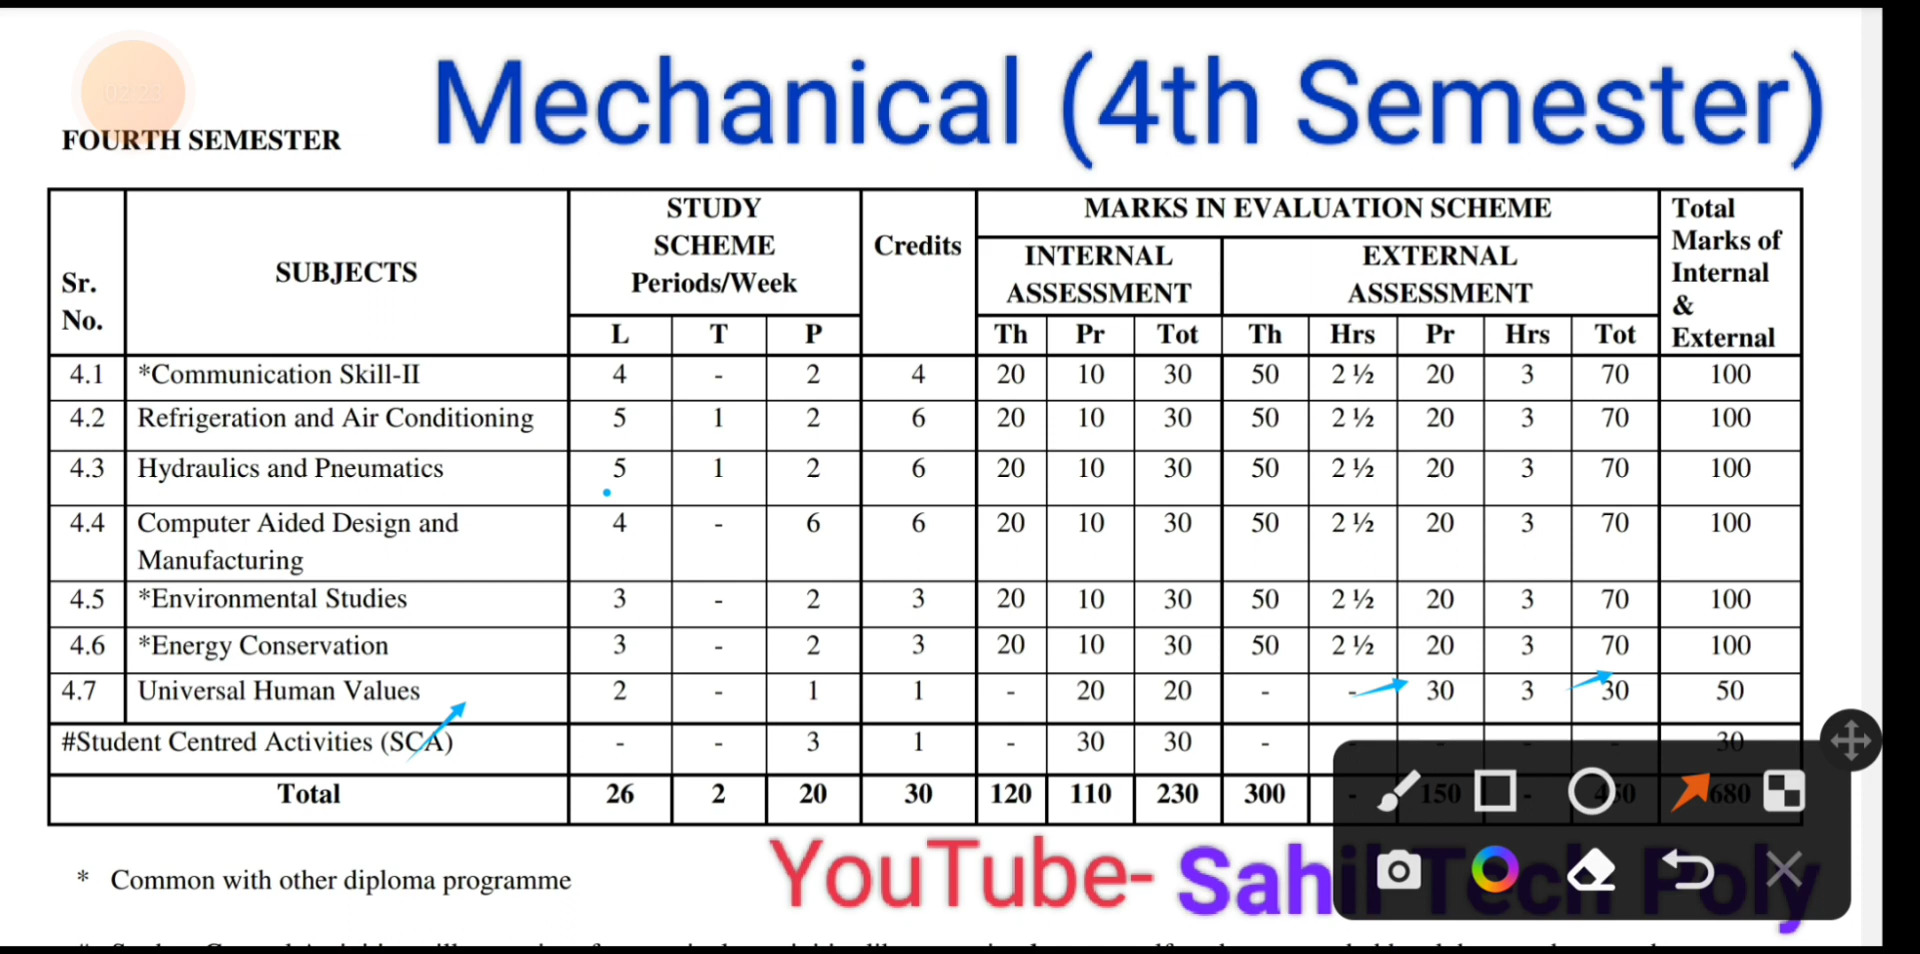 02:20
Mechanical (4th Semester)
FOURTH SEMESTER
Sr. No. SUBJECTS STUDY SCHEME Periods/Week Credits MARKS IN EVALUATION SCHEME Total Marks of Internal & External
INTERNAL ASSESSMENT EXTERNAL ASSESSMENT
L T P Th Pr Tot Th Hrs Pr Hrs Tot
4.1 *Communication Skill-II 4 - 2 4 20 10 30 50 2 ½ 20 3 70 100
4.2 Refrigeration and Air Conditioning 5 1 2 6 20 10 30 50 2 ½ 20 3 70 100
4.3 Hydraulics and Pneumatics 5 1 2 6 20 10 30 50 2 ½ 20 3 70 100
4.4 Computer Aided Design and 4 - 6 6 20 10 30 50 2 ½ 20 3 70 100
Manufacturing
4.5 *Environmental Studies 3 - 2 3 20 10 30 50 2 ½ 20 3 70 100
4.6 *Energy Conservation 3 - 2 3 20 10 30 50 2 ½ 20 3 70 100
4.7 Universal Human Values 2 - 1 1 - 20 20 - - 30 3 30 50
#Student Centred Activities (SCA) - - 3 1 - 30 30 - - - - - 30
Total 26 2 20 30 120 110 230 300 - 150 - 450 680
* Common with other diploma programme
YouTube- Sahil Tech Poly